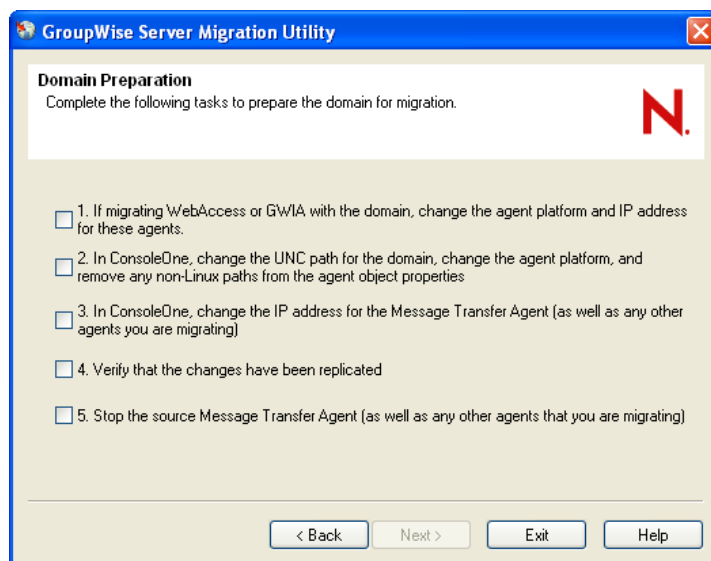 GroupWise Server Migration Utility
Domain Preparation
Complete the following tasks to prepare the domain for migration.
N.
1. If migrating WebAccess or GWIA with the domain, change the agent platform and IP address
for these agents.
2. In ConsoleOne, change the UNC path for the domain, change the agent platform, and
remove any non-Linux paths from the agent object properties
3. In ConsoleOne, change the IP address for the Message Transfer Agent (as well as any other
agents you are migrating)
4. Verify that the changes have been replicated
5. Stop the source Message Transfer Agent (as well as any other agents that you are migrating)
< Back Next > Exit Help